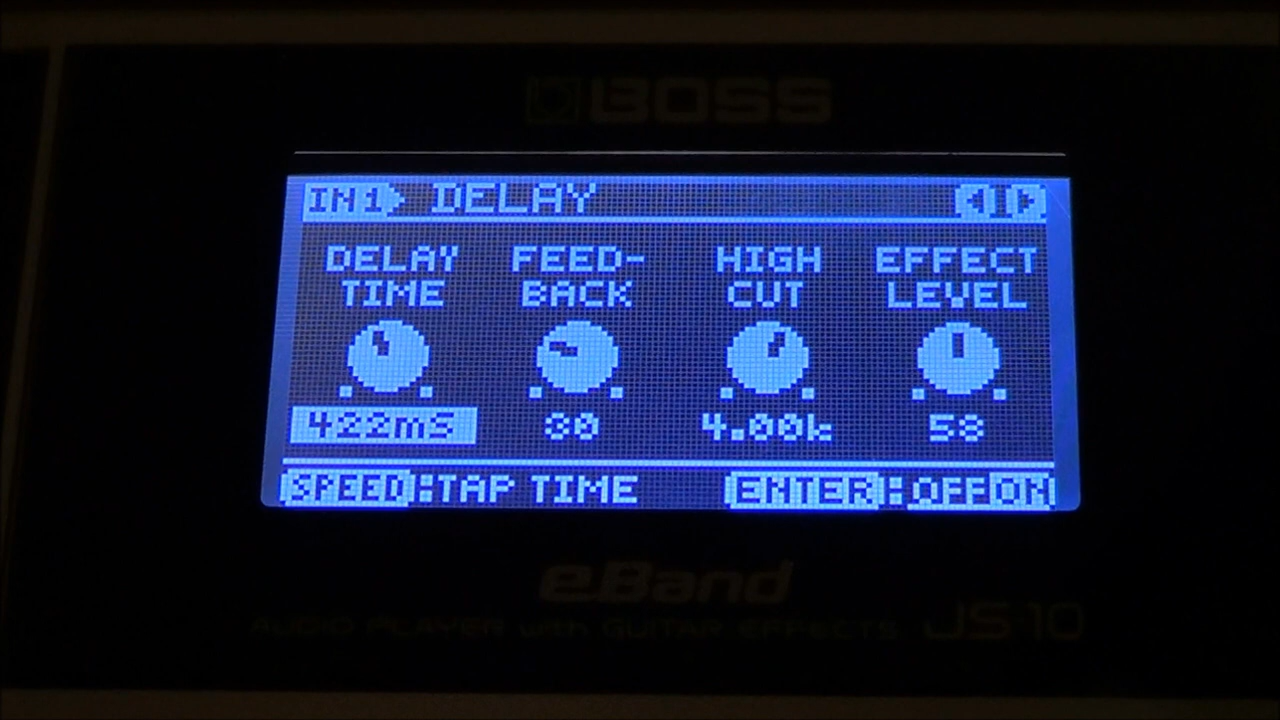 BOSS
IN1 DELAY
DELAY TIME
FEED-BACK
HIGH CUT
EFFECT LEVEL
422mS 30 4.00k 58
SPEED:TAP TIME ENTER:OFF ON
eBand
AUDIO PLAYER with GUITAR EFFECTS JS-10